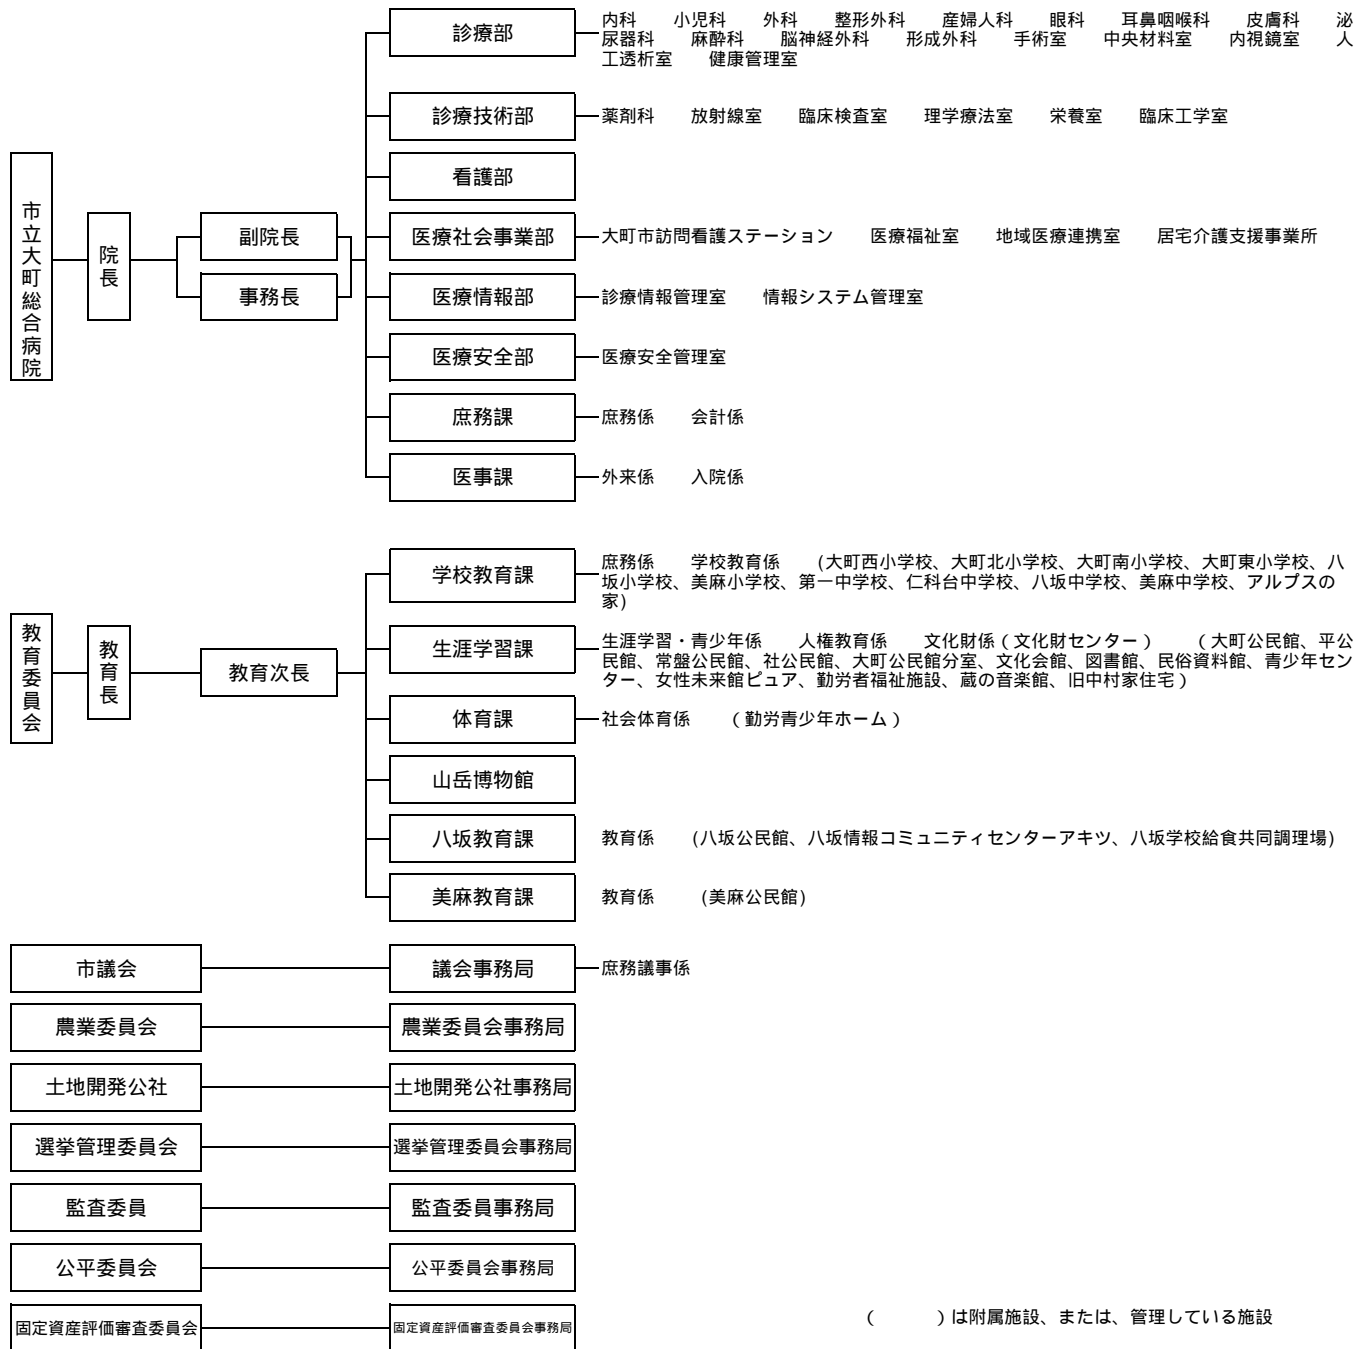 市立大町総合病院
院長
副院長
事務長
診療部
内科　小児科　外科　整形外科　産婦人科　眼科　耳鼻咽喉科　皮膚科　泌
尿器科　麻酔科　脳神経外科　形成外科　手術室　中央材料室　内視鏡室　人
工透析室　健康管理室
診療技術部
薬剤科　放射線室　臨床検査室　理学療法室　栄養室　臨床工学室
看護部
医療社会事業部
大町市訪問看護ステーション　医療福祉室　地域医療連携室　居宅介護支援事業所
医療情報部
診療情報管理室　情報システム管理室
医療安全部
医療安全管理室
庶務課
庶務係　会計係
医事課
外来係　入院係
教育委員会
教育長
教育次長
学校教育課
庶務係　学校教育係　(大町西小学校、大町北小学校、大町南小学校、大町東小学校、八
坂小学校、美麻小学校、第一中学校、仁科台中学校、八坂中学校、美麻中学校、アルプスの
家)
生涯学習課
生涯学習・青少年係　人権教育係　文化財係（文化財センター）　（大町公民館、平公
民館、常盤公民館、社公民館、大町公民館分室、文化会館、図書館、民俗資料館、青少年セン
ター、女性未来館ピュア、勤労者福祉施設、蔵の音楽館、旧中村家住宅）
体育課
社会体育係　（勤労青少年ホーム）
山岳博物館
八坂教育課
教育係　(八坂公民館、八坂情報コミュニティセンターアキツ、八坂学校給食共同調理場)
美麻教育課
教育係　(美麻公民館)
市議会
議会事務局
庶務議事係
農業委員会
農業委員会事務局
土地開発公社
土地開発公社事務局
選挙管理委員会
選挙管理委員会事務局
監査委員
監査委員事務局
公平委員会
公平委員会事務局
固定資産評価審査委員会
固定資産評価審査委員会事務局
（　　　）は附属施設、または、管理している施設